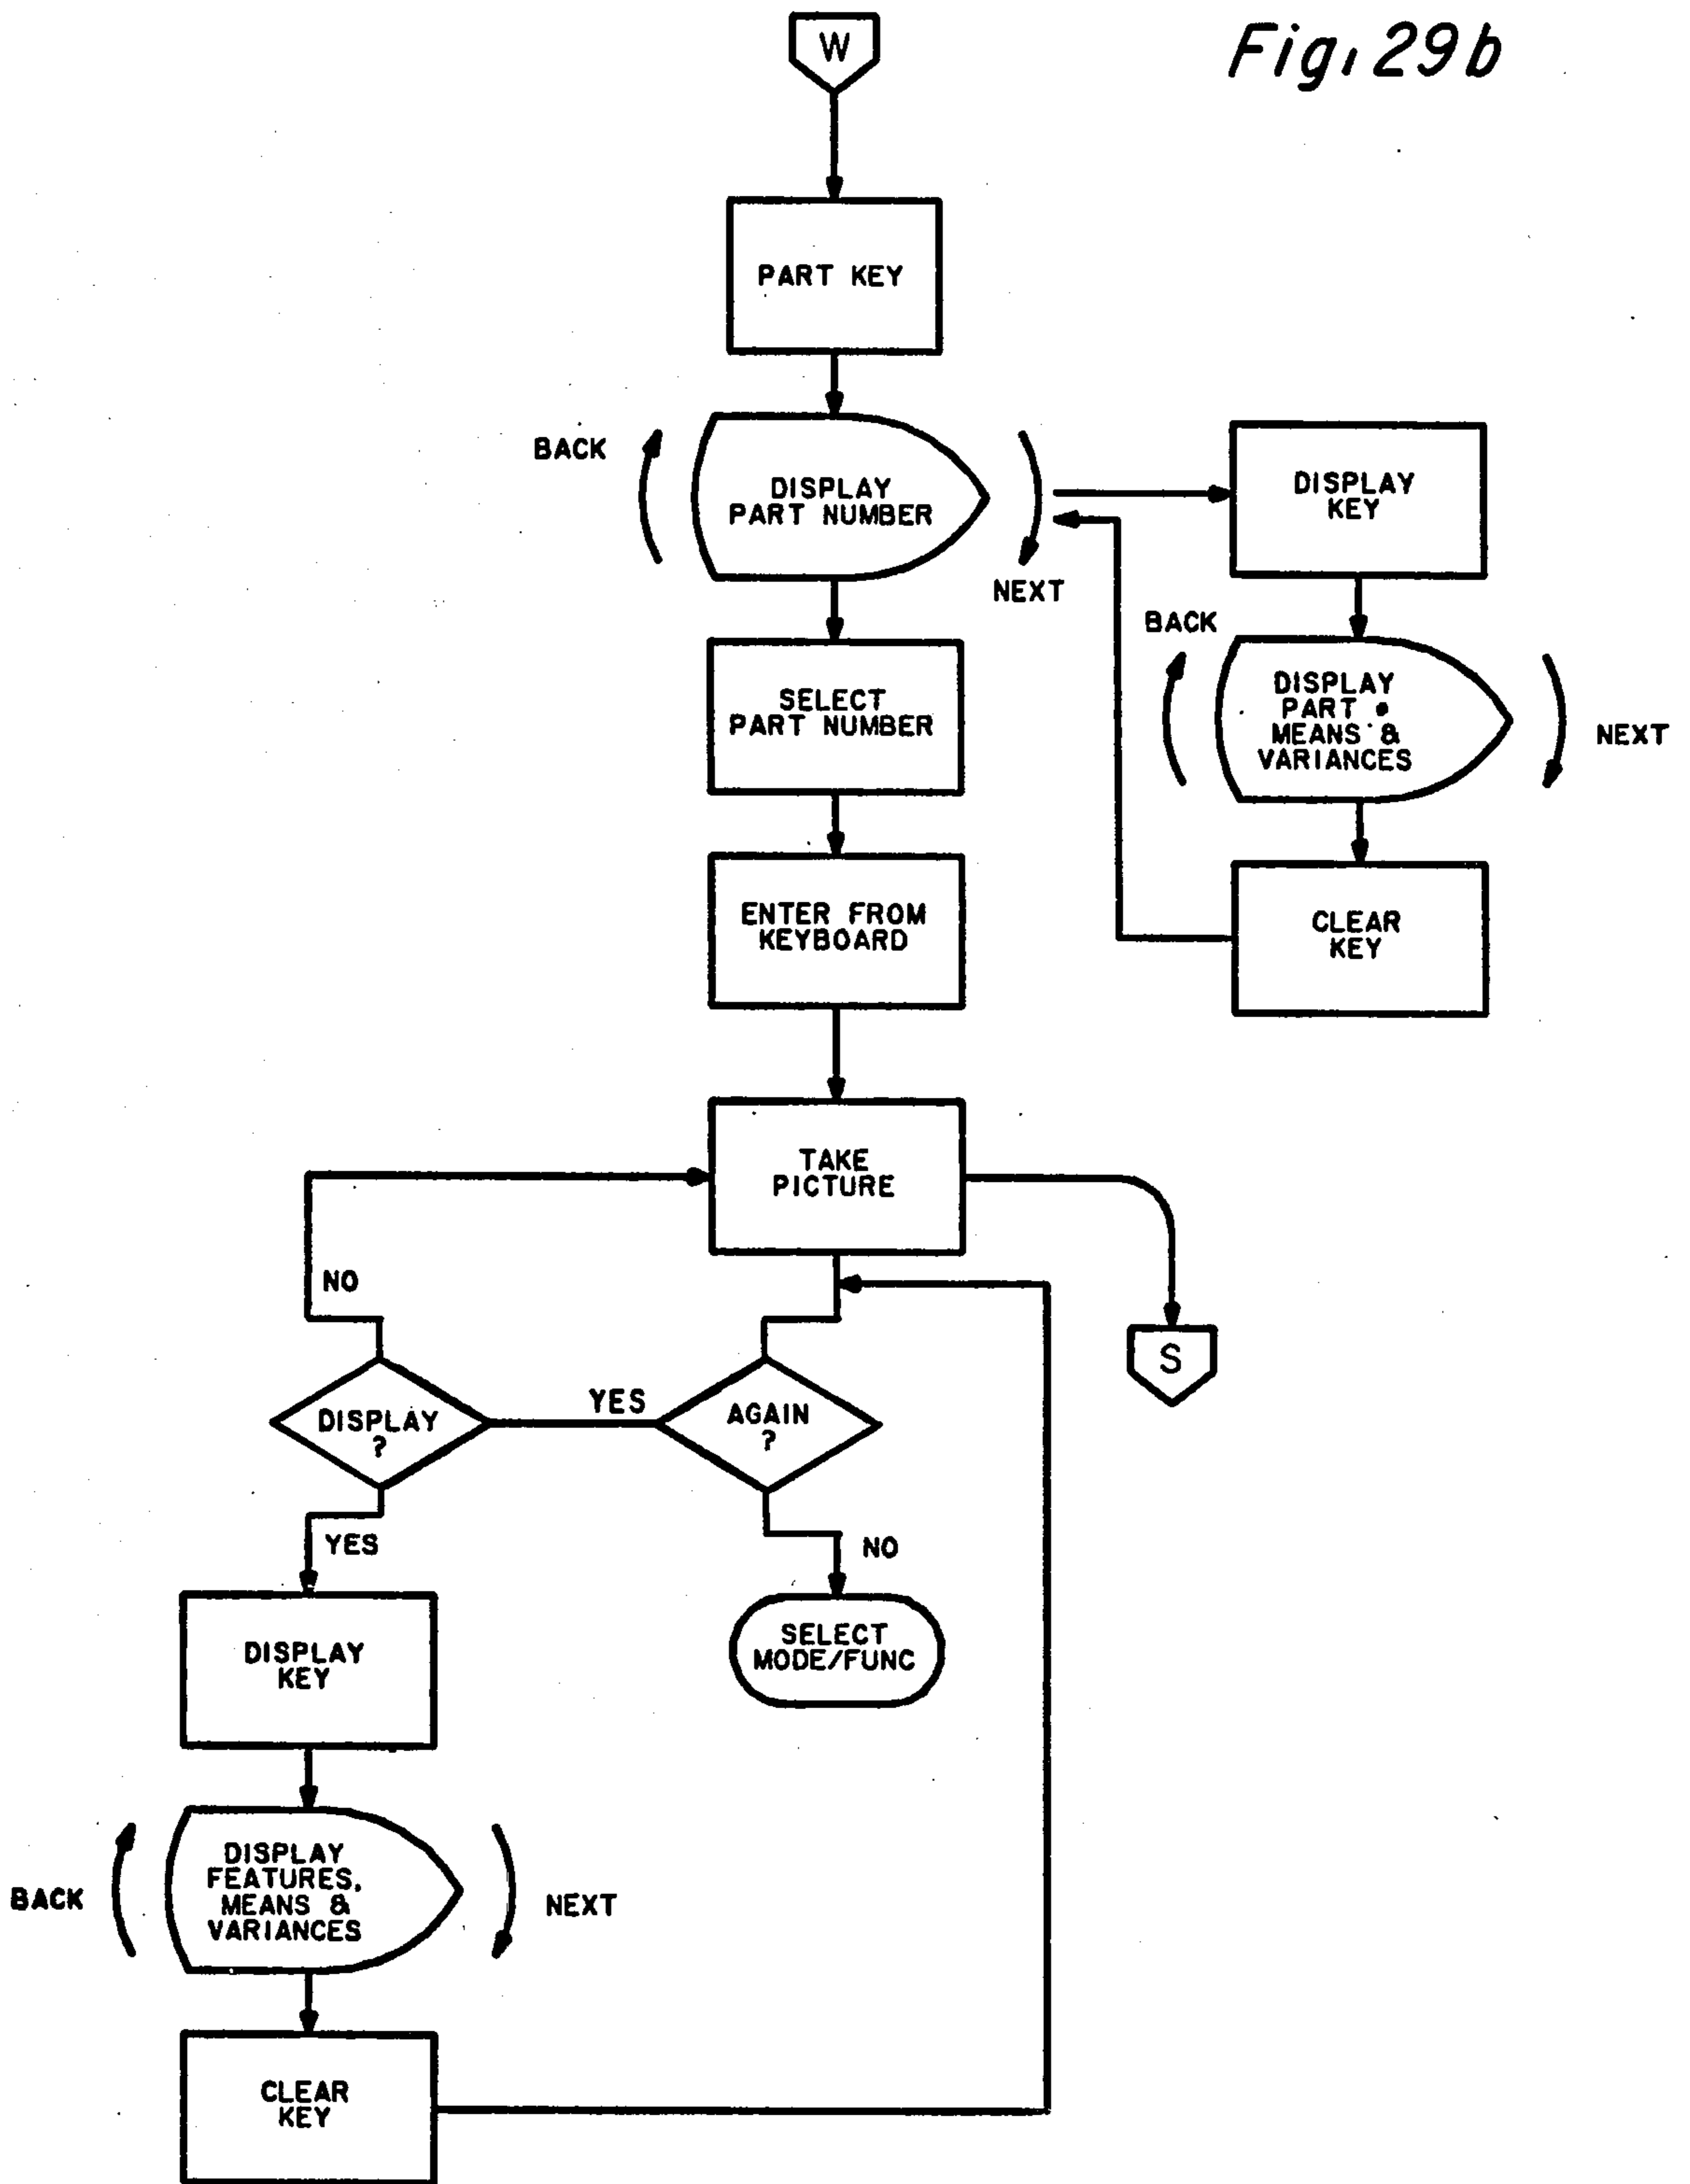 Fig. 29b
W
PART KEY
BACK
DISPLAY
PART NUMBER
NEXT
DISPLAY
KEY
BACK
DISPLAY
PART •
MEANS &
VARIANCES
NEXT
CLEAR
KEY
SELECT
PART NUMBER
ENTER FROM
KEYBOARD
TAKE
PICTURE
S
NO
DISPLAY
?
YES
AGAIN
?
YES
NO
DISPLAY
KEY
SELECT
MODE/FUNC
BACK
DISPLAY
FEATURES,
MEANS &
VARIANCES
NEXT
CLEAR
KEY